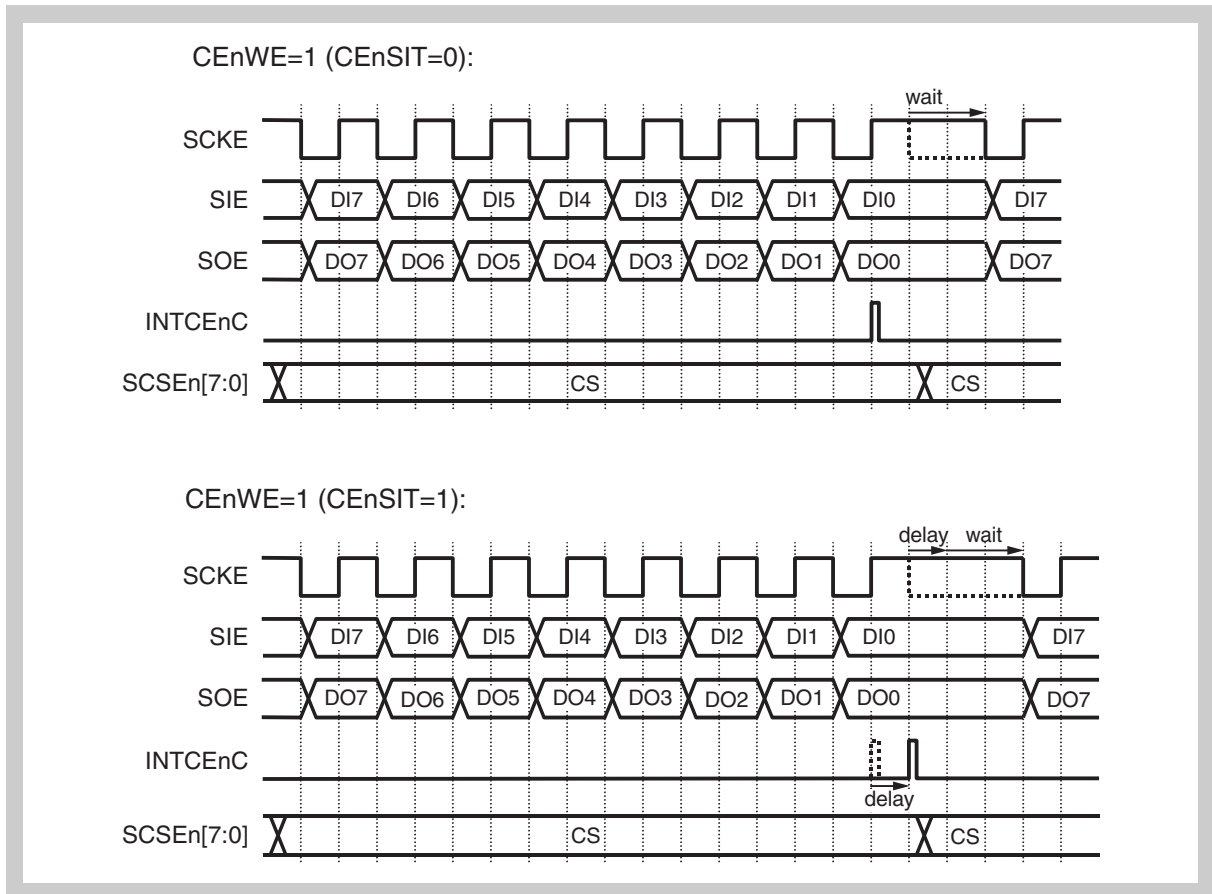 CEnWE=1 (CEnSIT=0):
wait
SCKE
SIE DI7 DI6 DI5 DI4 DI3 DI2 DI1 DI0 DI7
SOE DO7 DO6 DO5 DO4 DO3 DO2 DO1 DO0 DO7
INTCEnC
SCSEn[7:0] CS CS
CEnWE=1 (CEnSIT=1):
delay wait
SCKE
SIE DI7 DI6 DI5 DI4 DI3 DI2 DI1 DI0 DI7
SOE DO7 DO6 DO5 DO4 DO3 DO2 DO1 DO0 DO7
INTCEnC
delay
SCSEn[7:0] CS CS